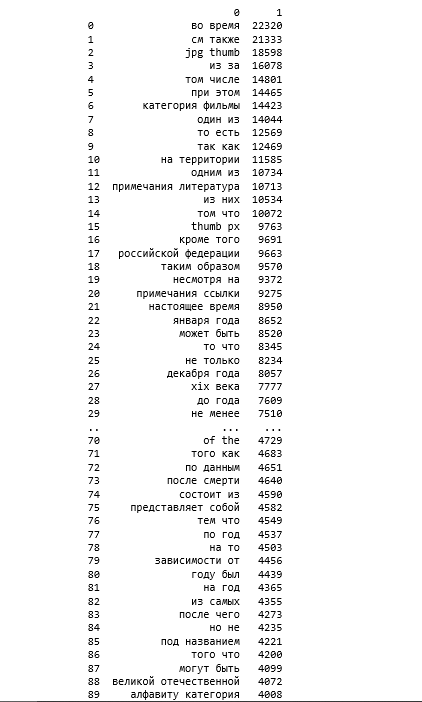 0 1
0 во время 22320
1 см также 21333
2 jpg thumb 18598
3 из за 16078
4 том числе 14801
5 при этом 14465
6 категория фильмы 14423
7 один из 14044
8 то есть 12569
9 так как 12469
10 на территории 11585
11 одним из 10734
12 примечания литература 10713
13 из них 10534
14 том что 10072
15 thumb px 9763
16 кроме того 9691
17 российской федерации 9663
18 таким образом 9570
19 несмотря на 9372
20 примечания ссылки 9275
21 настоящее время 8950
22 января года 8652
23 может быть 8520
24 то что 8345
25 не только 8234
26 декабря года 8057
27 xix века 7777
28 до года 7609
29 не менее 7510
.. ... ...
70 of the 4729
71 того как 4683
72 по данным 4651
73 после смерти 4640
74 состоит из 4590
75 представляет собой 4582
76 тем что 4549
77 по год 4537
78 на то 4503
79 зависимости от 4456
80 году был 4439
81 на год 4365
82 из самых 4355
83 после чего 4273
84 но не 4235
85 под названием 4221
86 того что 4200
87 могут быть 4099
88 великой отечественной 4072
89 алфавиту категория 4008